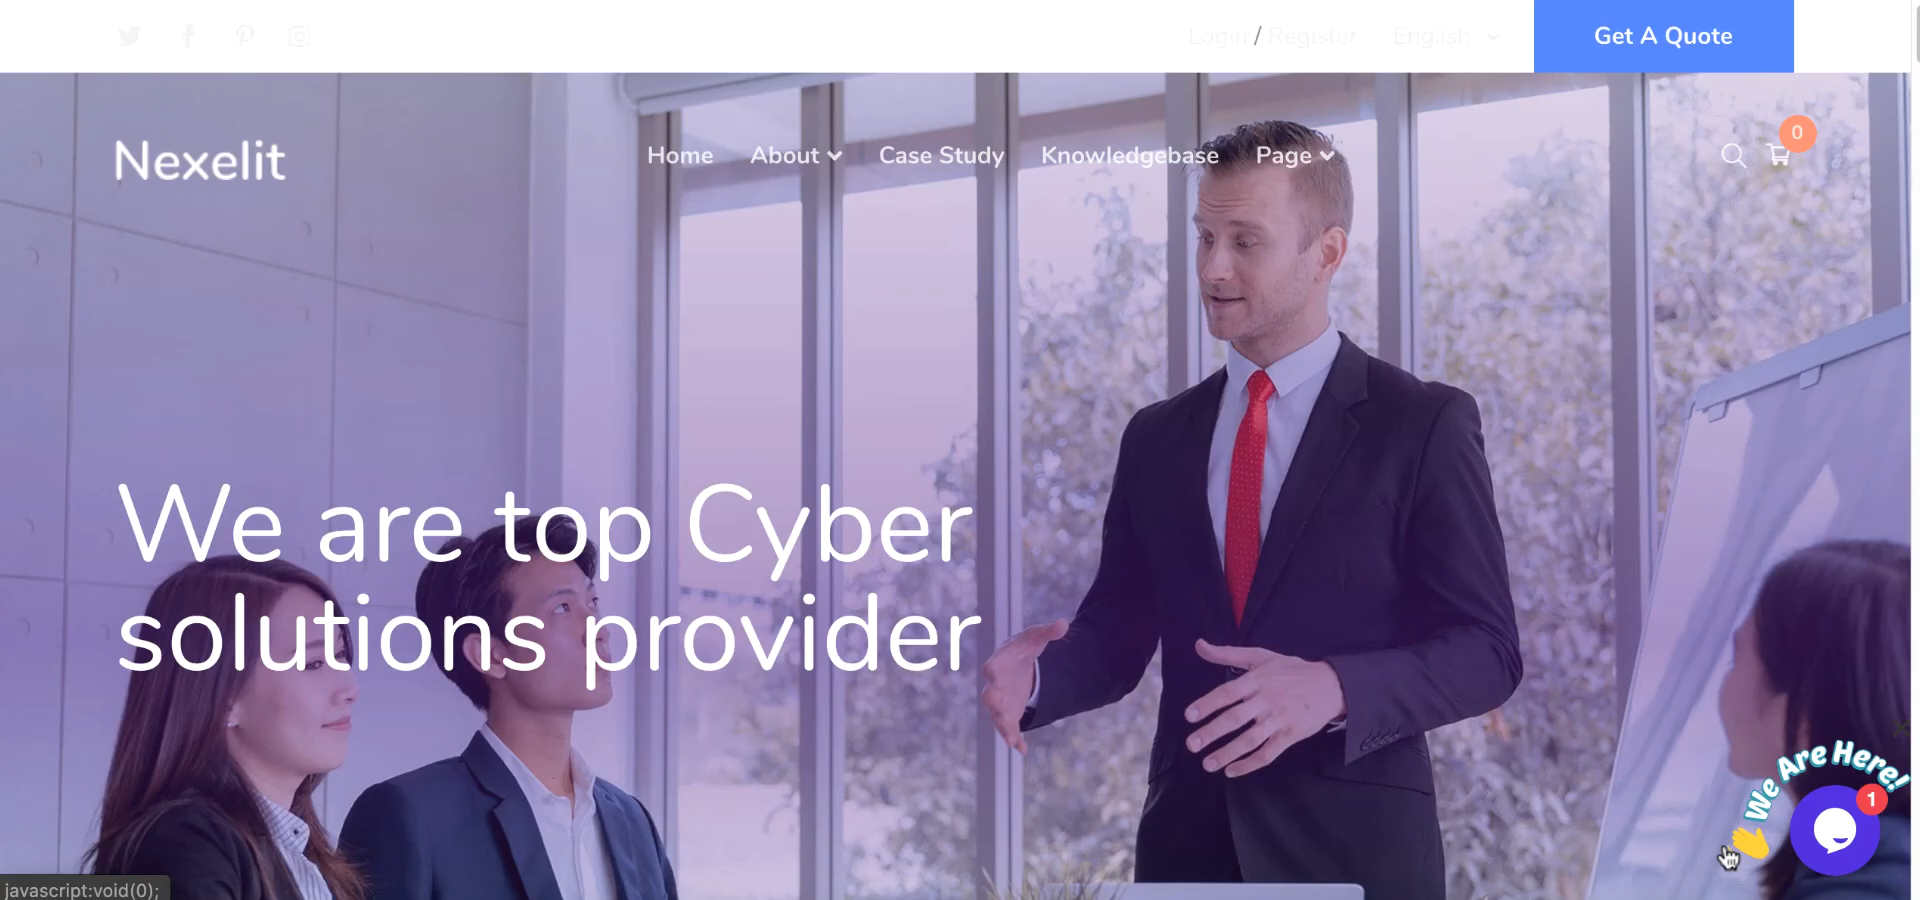 Login / Register English Get A Quote
Nexelit Home About Case Study Knowledgebase Page 0
We are top Cyber
solutions provider
We Are Here!
1
javascript:void(0);